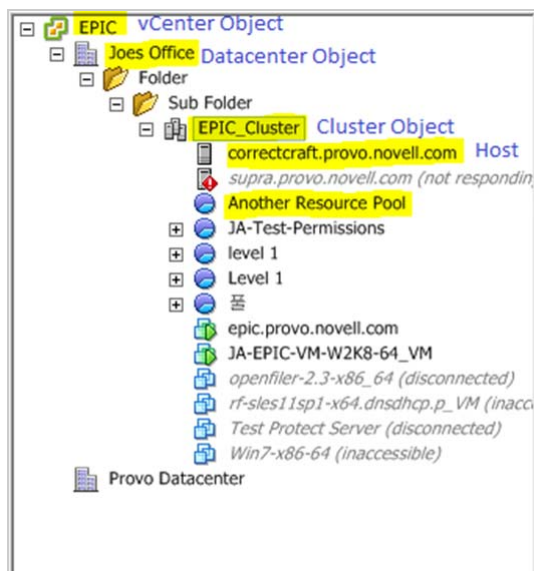 EPIC vCenter Object
Joes Office Datacenter Object
Folder
Sub Folder
EPIC_Cluster Cluster Object
correctcraft.provo.novell.com Host
supra.provo.novell.com (not respondin
Another Resource Pool
JA-Test-Permissions
level 1
Level 1
풀
epic.provo.novell.com
JA-EPIC-VM-W2K8-64_VM
openfiler-2.3-x86_64 (disconnected)
rf-sles11sp1-x64.dnsdhcp.p_VM (inacc
Test Protect Server (disconnected)
Win7-x86-64 (inaccessible)
Provo Datacenter